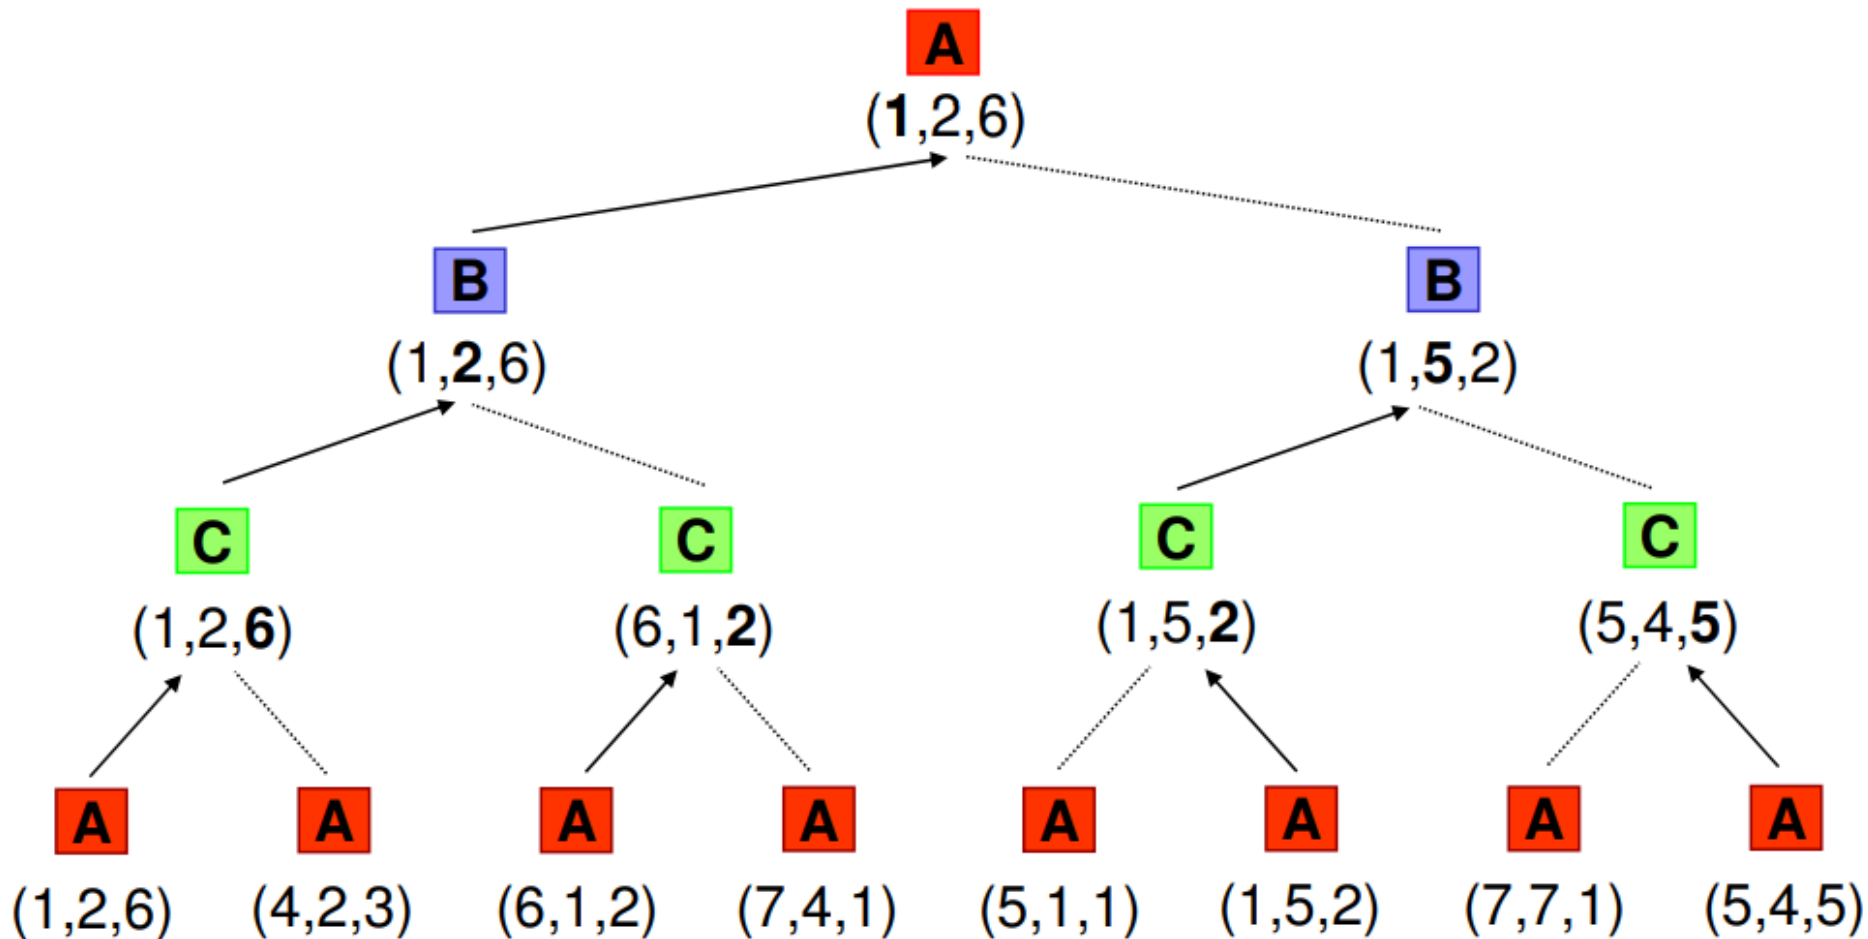 A
(1,2,6)
B B
(1,2,6) (1,5,2)
C C C C
(1,2,6) (6,1,2) (1,5,2) (5,4,5)
A A A A A A A A
(1,2,6) (4,2,3) (6,1,2) (7,4,1) (5,1,1) (1,5,2) (7,7,1) (5,4,5)